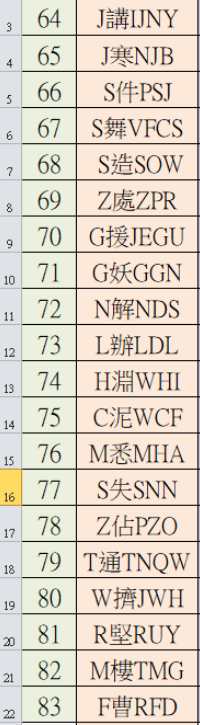 3 64 J講IJNY
4 65 J寒NJB
5 66 S件PSJ
6 67 S舞VFCS
7 68 S造SOW
8 69 Z處ZPR
9 70 G援JEGU
10 71 G妖GGN
11 72 N解NDS
12 73 L辦LDL
13 74 H淵WHI
14 75 C泥WCF
15 76 M悉MHA
16 77 S失SNN
17 78 Z佔PZO
18 79 T通TNQW
19 80 W擠JWH
20 81 R堅RUY
21 82 M樓TMG
22 83 F曹RFD